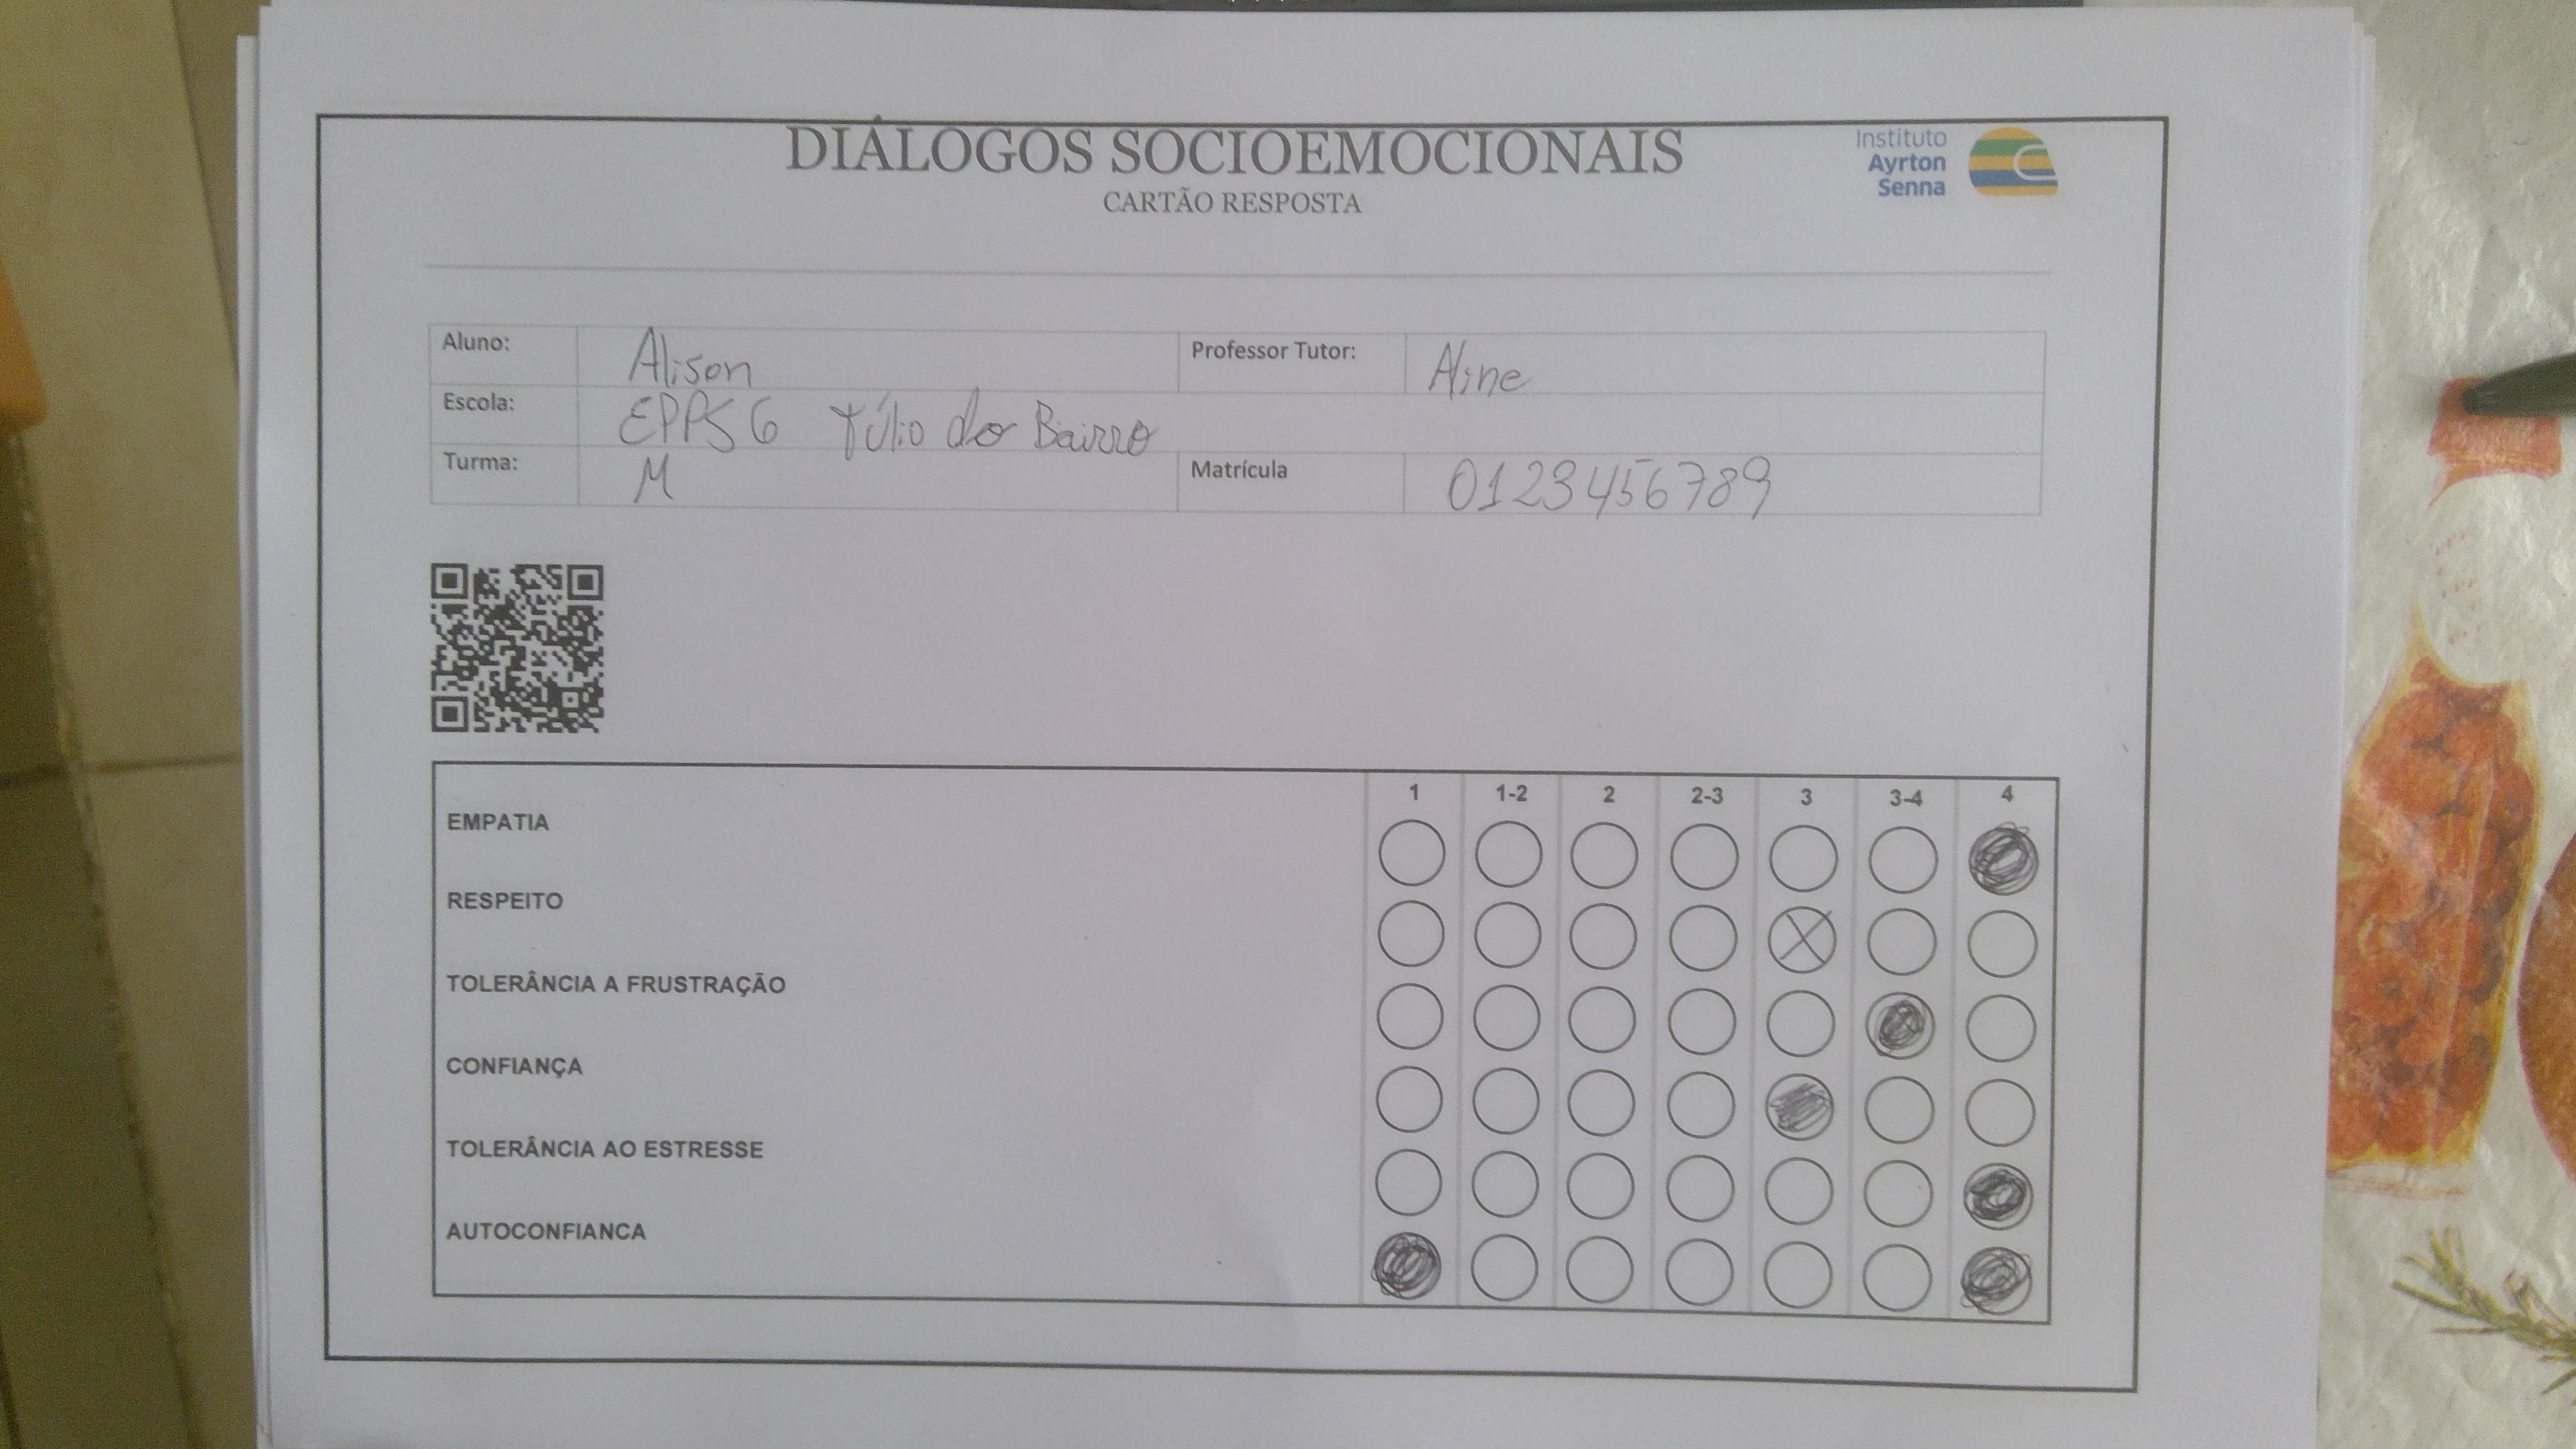 DIÁLOGOS SOCIOEMOCIONAIS
CARTÃO RESPOSTA
Instituto
Ayrton
Senna
Aluno: Alison Professor Tutor: Aline
Escola: EPPSG Túlio do Bairro
Turma: M Matrícula 0123456789
1 1-2 2 2-3 3 3-4 4
EMPATIA
RESPEITO
TOLERÂNCIA A FRUSTRAÇÃO
CONFIANÇA
TOLERÂNCIA AO ESTRESSE
AUTOCONFIANCA